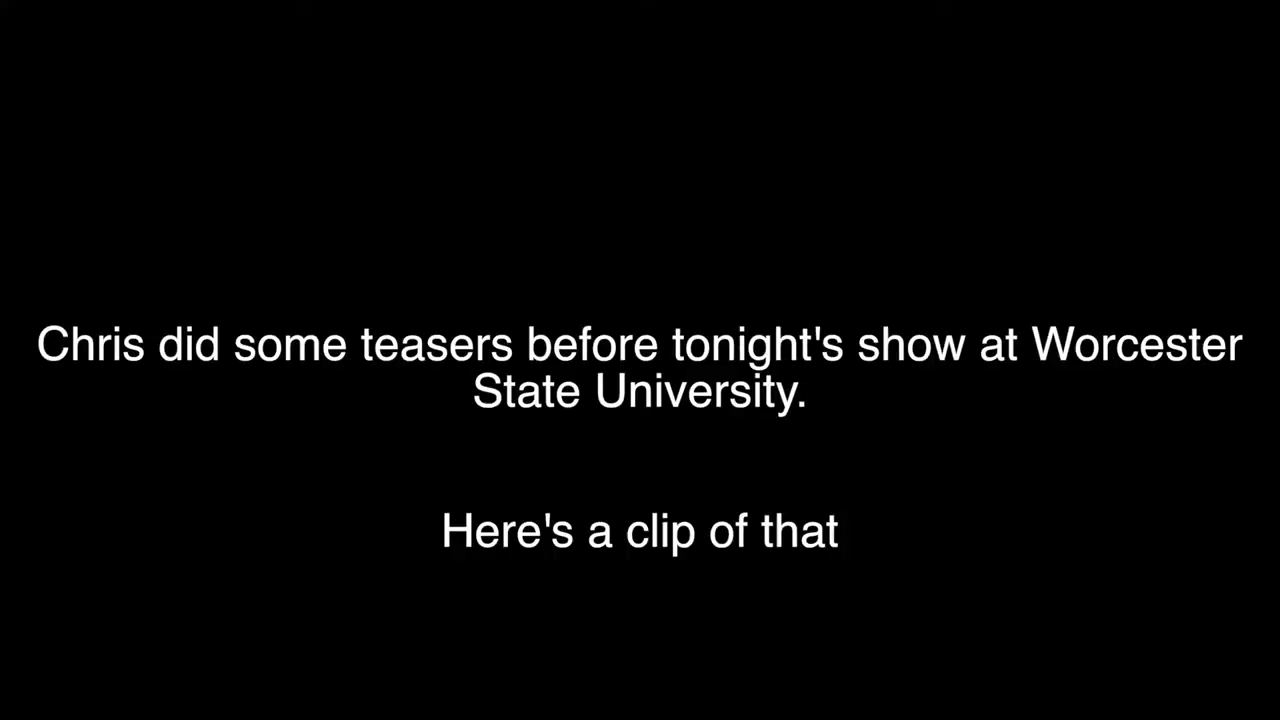 Chris did some teasers before tonight's show at Worcester
State University.
Here's a clip of that